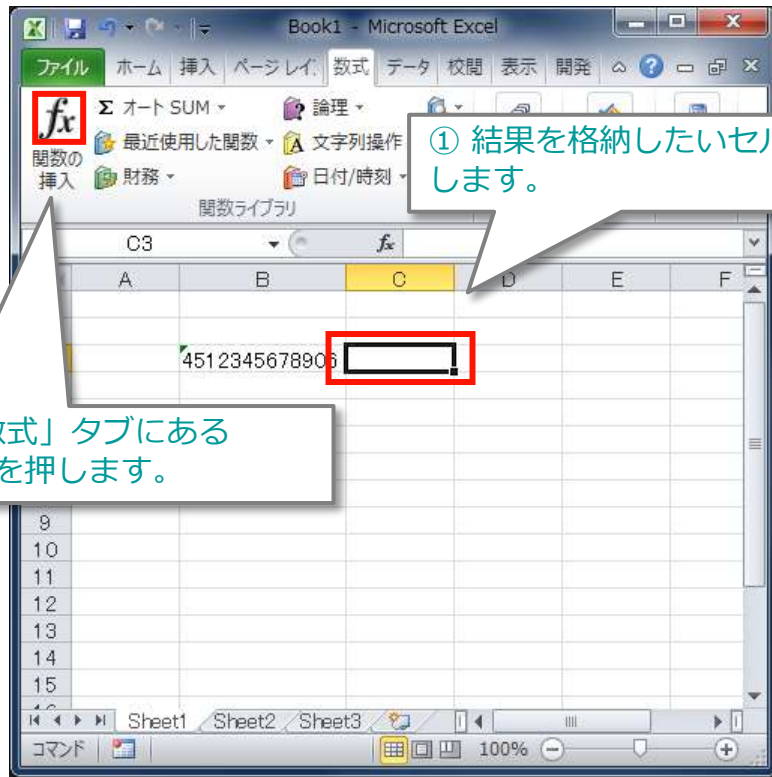 Book1 - Microsoft Excel
ファイル ホーム 挿入 ページレイ 数式 データ 校閲 表示 開発
fx
関数の
挿入
Σ オート SUM
最近使用した関数
財務
論理
文字列操作
日付/時刻
関数ライブラリ
① 結果を格納したいセル
します。
C3
fx
A B C D E F
4512345678906
式」タブにある
を押します。
9
10
11
12
13
14
15
Sheet1 Sheet2 Sheet3
コマンド
100%